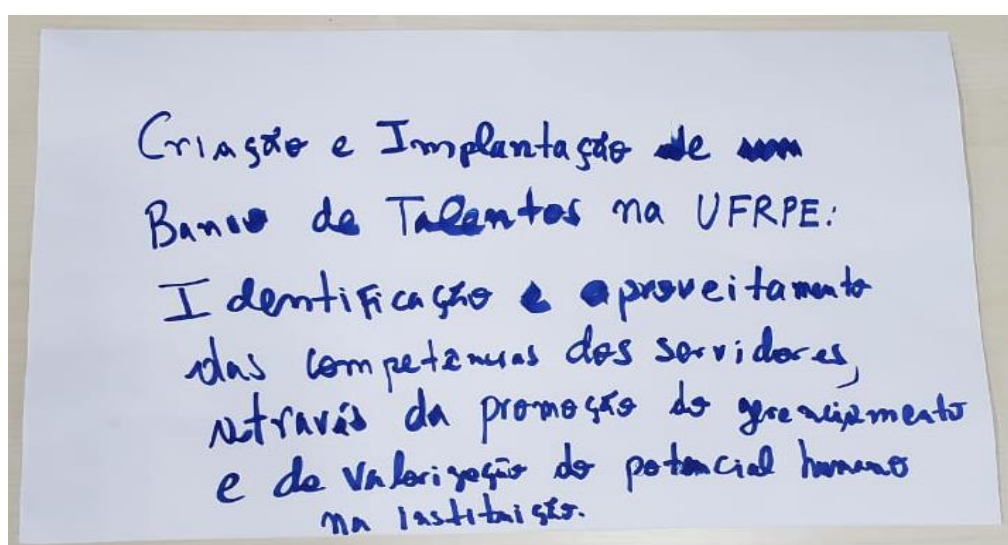 Criação e Implantação de um
Banco de Talentos na UFRPE:
Identificação e aproveitamento
das competências dos servidores,
através da promoção do gerenciamento
e da valorização do potencial humano
na instituição.